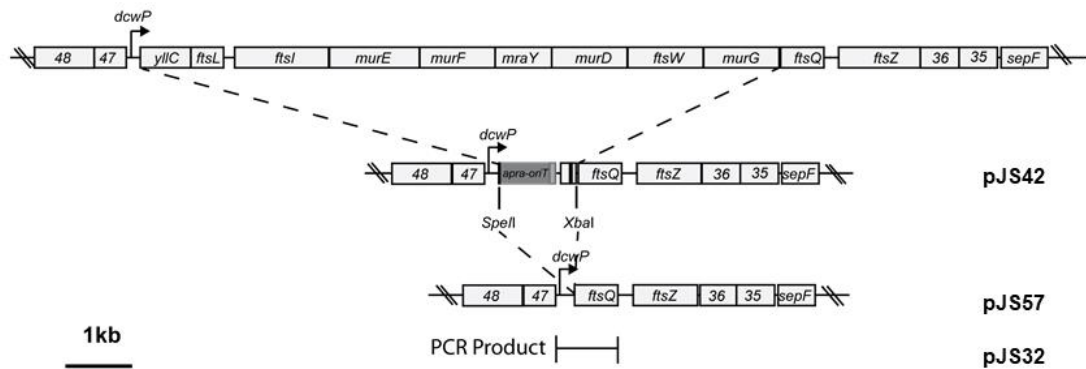 dcwP
48 47 yllC ftsL ftsI murE murF mraY murD ftsW murG ftsQ ftsZ 36 35 sepF
dcwP
48 47 apra-oriT ftsQ ftsZ 36 35 sepF pJS42
SpeII XbaI
dcwP
48 47 ftsQ ftsZ 36 35 sepF pJS57
1kb PCR Product pJS32